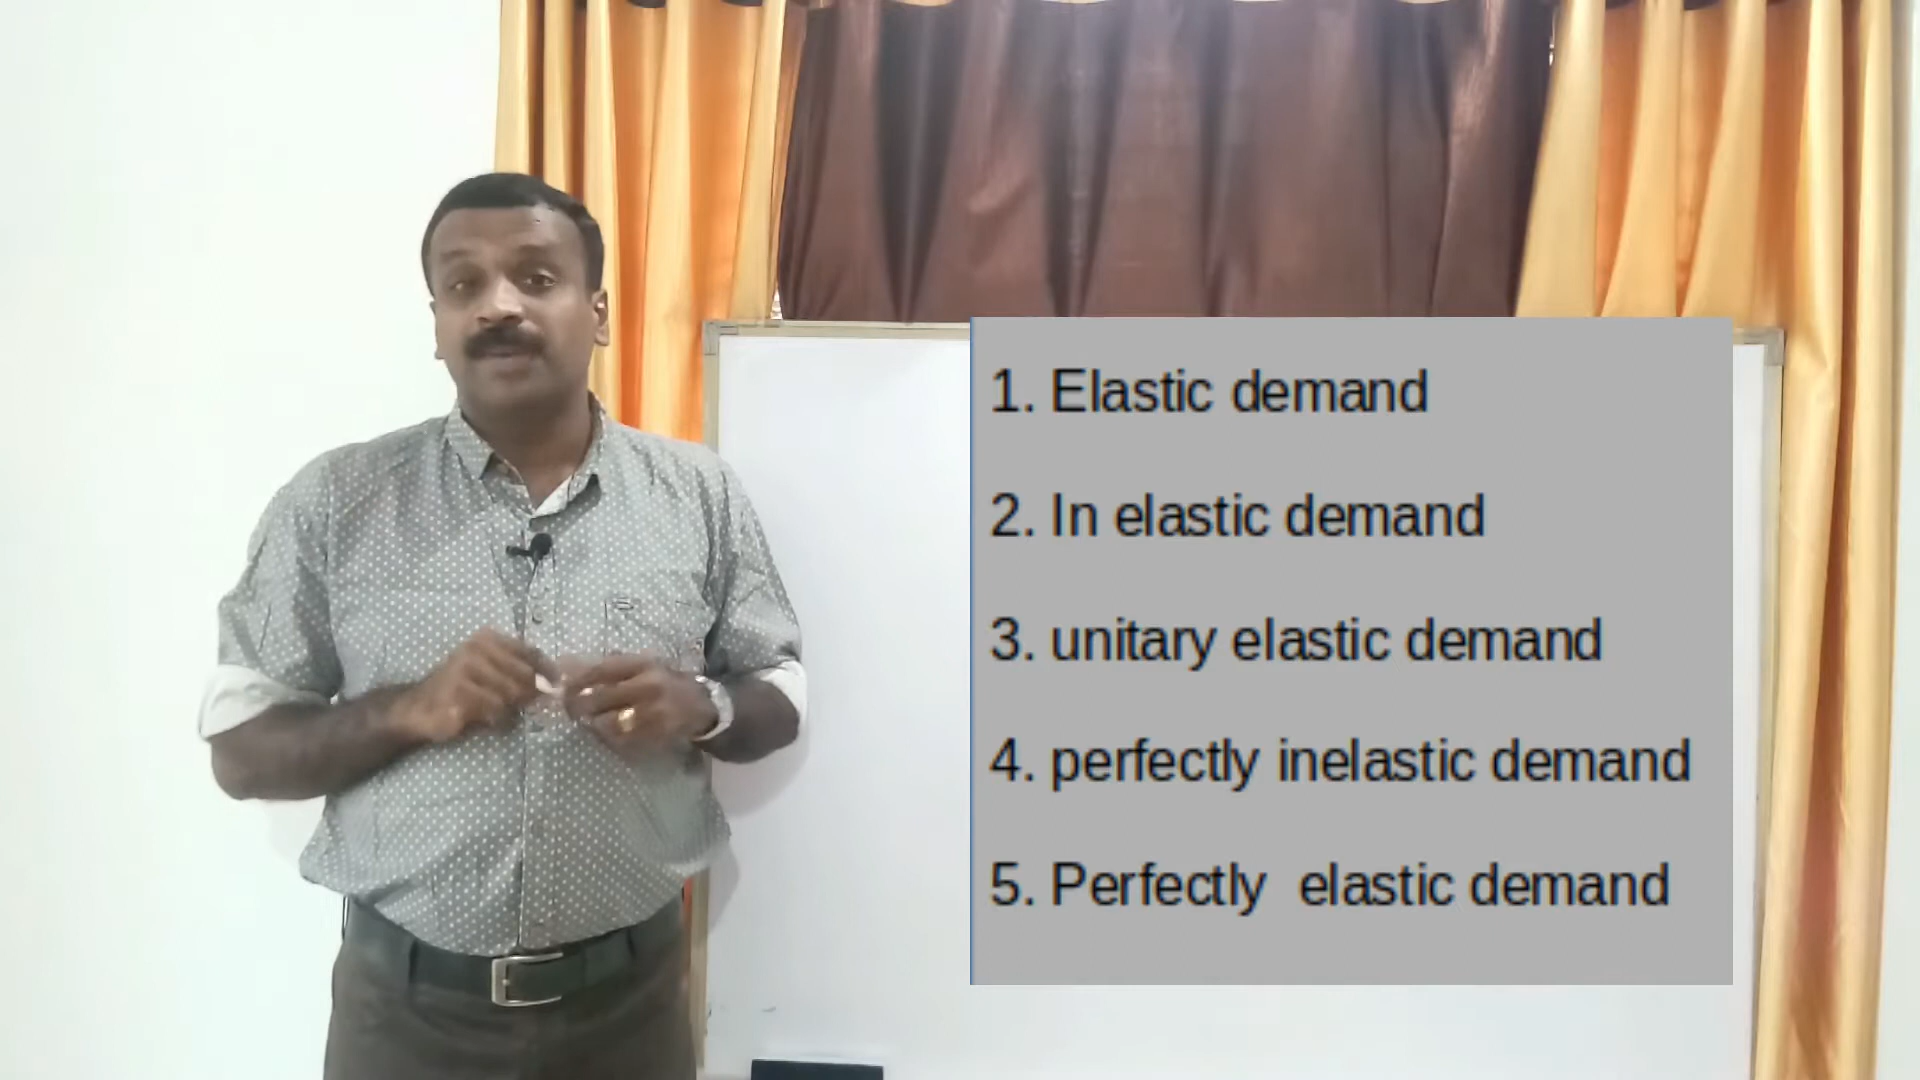 1. Elastic demand
2. In elastic demand
3. unitary elastic demand
4. perfectly inelastic demand
5. Perfectly elastic demand